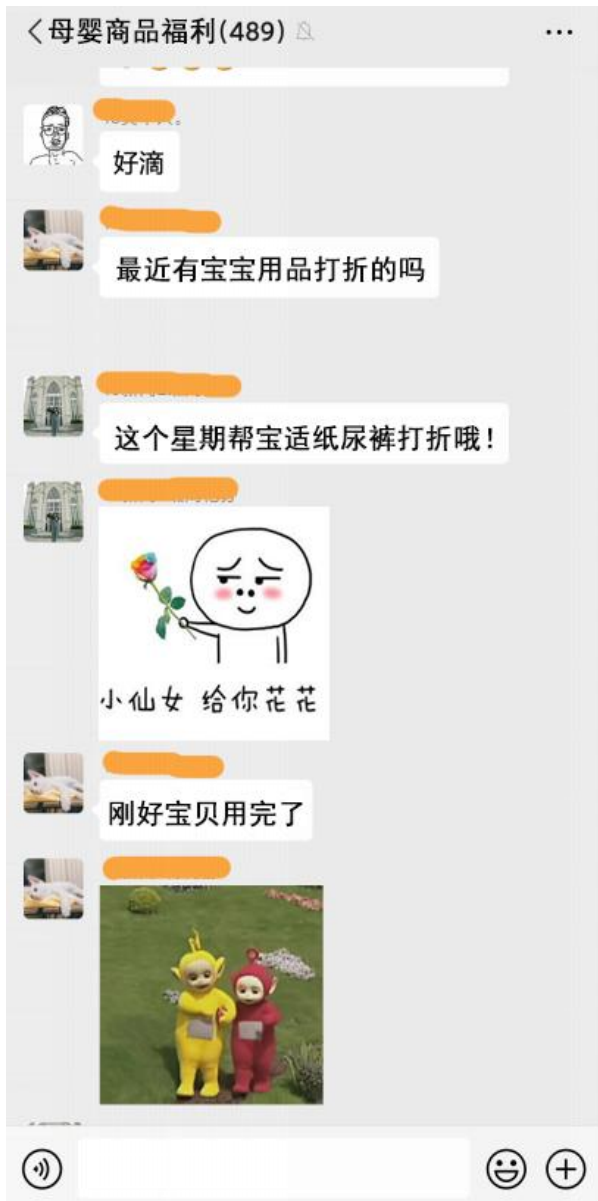 母婴商品福利(489)
好滴
最近有宝宝用品打折的吗
这个星期帮宝适纸尿裤打折哦!
小仙女 给你花花
刚好宝贝用完了